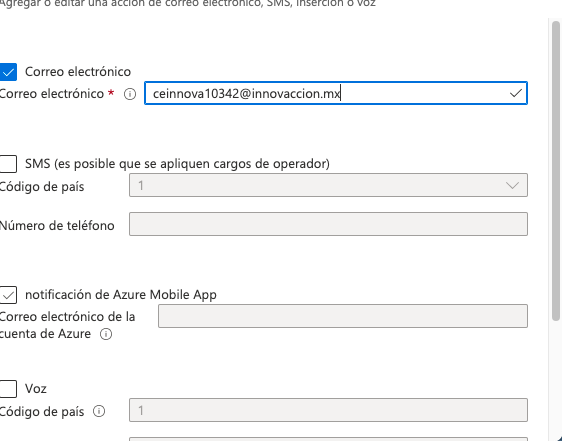 Agregar o editar una acción de correo electrónico, SMS, inserción o voz
Correo electrónico
Correo electrónico * ceinnova10342@innovaccion.mx
SMS (es posible que se apliquen cargos de operador)
Código de país 1
Número de teléfono
notificación de Azure Mobile App
Correo electrónico de la
cuenta de Azure
Voz
Código de país 1